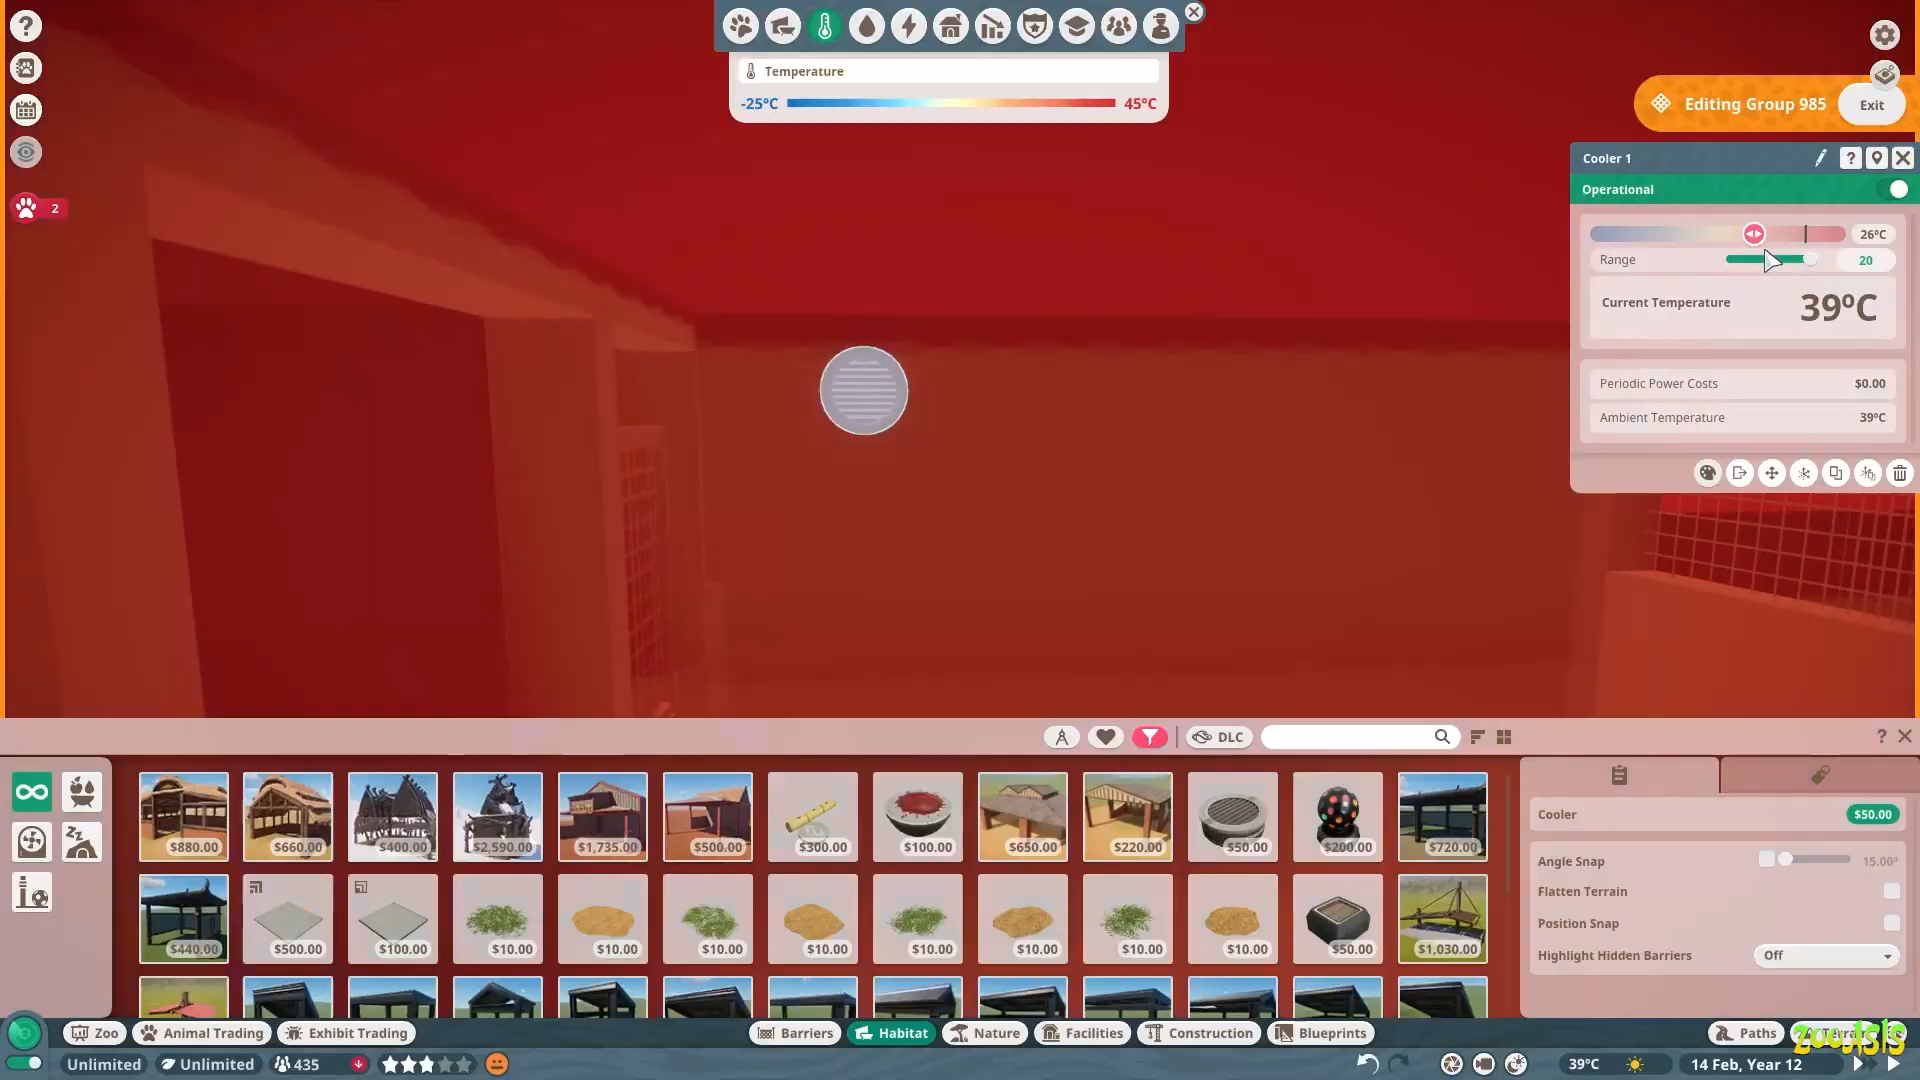 Temperature
-25°C 45°C
Editing Group 985 Exit
2
Cooler 1
Operational
26°C
Range 20
Current Temperature 39°C
Periodic Power Costs $0.00
Ambient Temperature 39°C
DLC
$880.00 $660.00 $400.00 $2,590.00 $1,735.00 $500.00 $300.00 $100.00 $650.00 $220.00 $50.00 $200.00 $720.00
$440.00 $500.00 $100.00 $10.00 $10.00 $10.00 $10.00 $10.00 $10.00 $10.00 $10.00 $50.00 $1,030.00
Cooler $50.00
Angle Snap 15.00°
Flatten Terrain
Position Snap
Highlight Hidden Barriers Off
Zoo Animal Trading Exhibit Trading Barriers Habitat Nature Facilities Construction Blueprints Paths
ZOOASIS
Unlimited Unlimited 435 39°C 14 Feb, Year 12